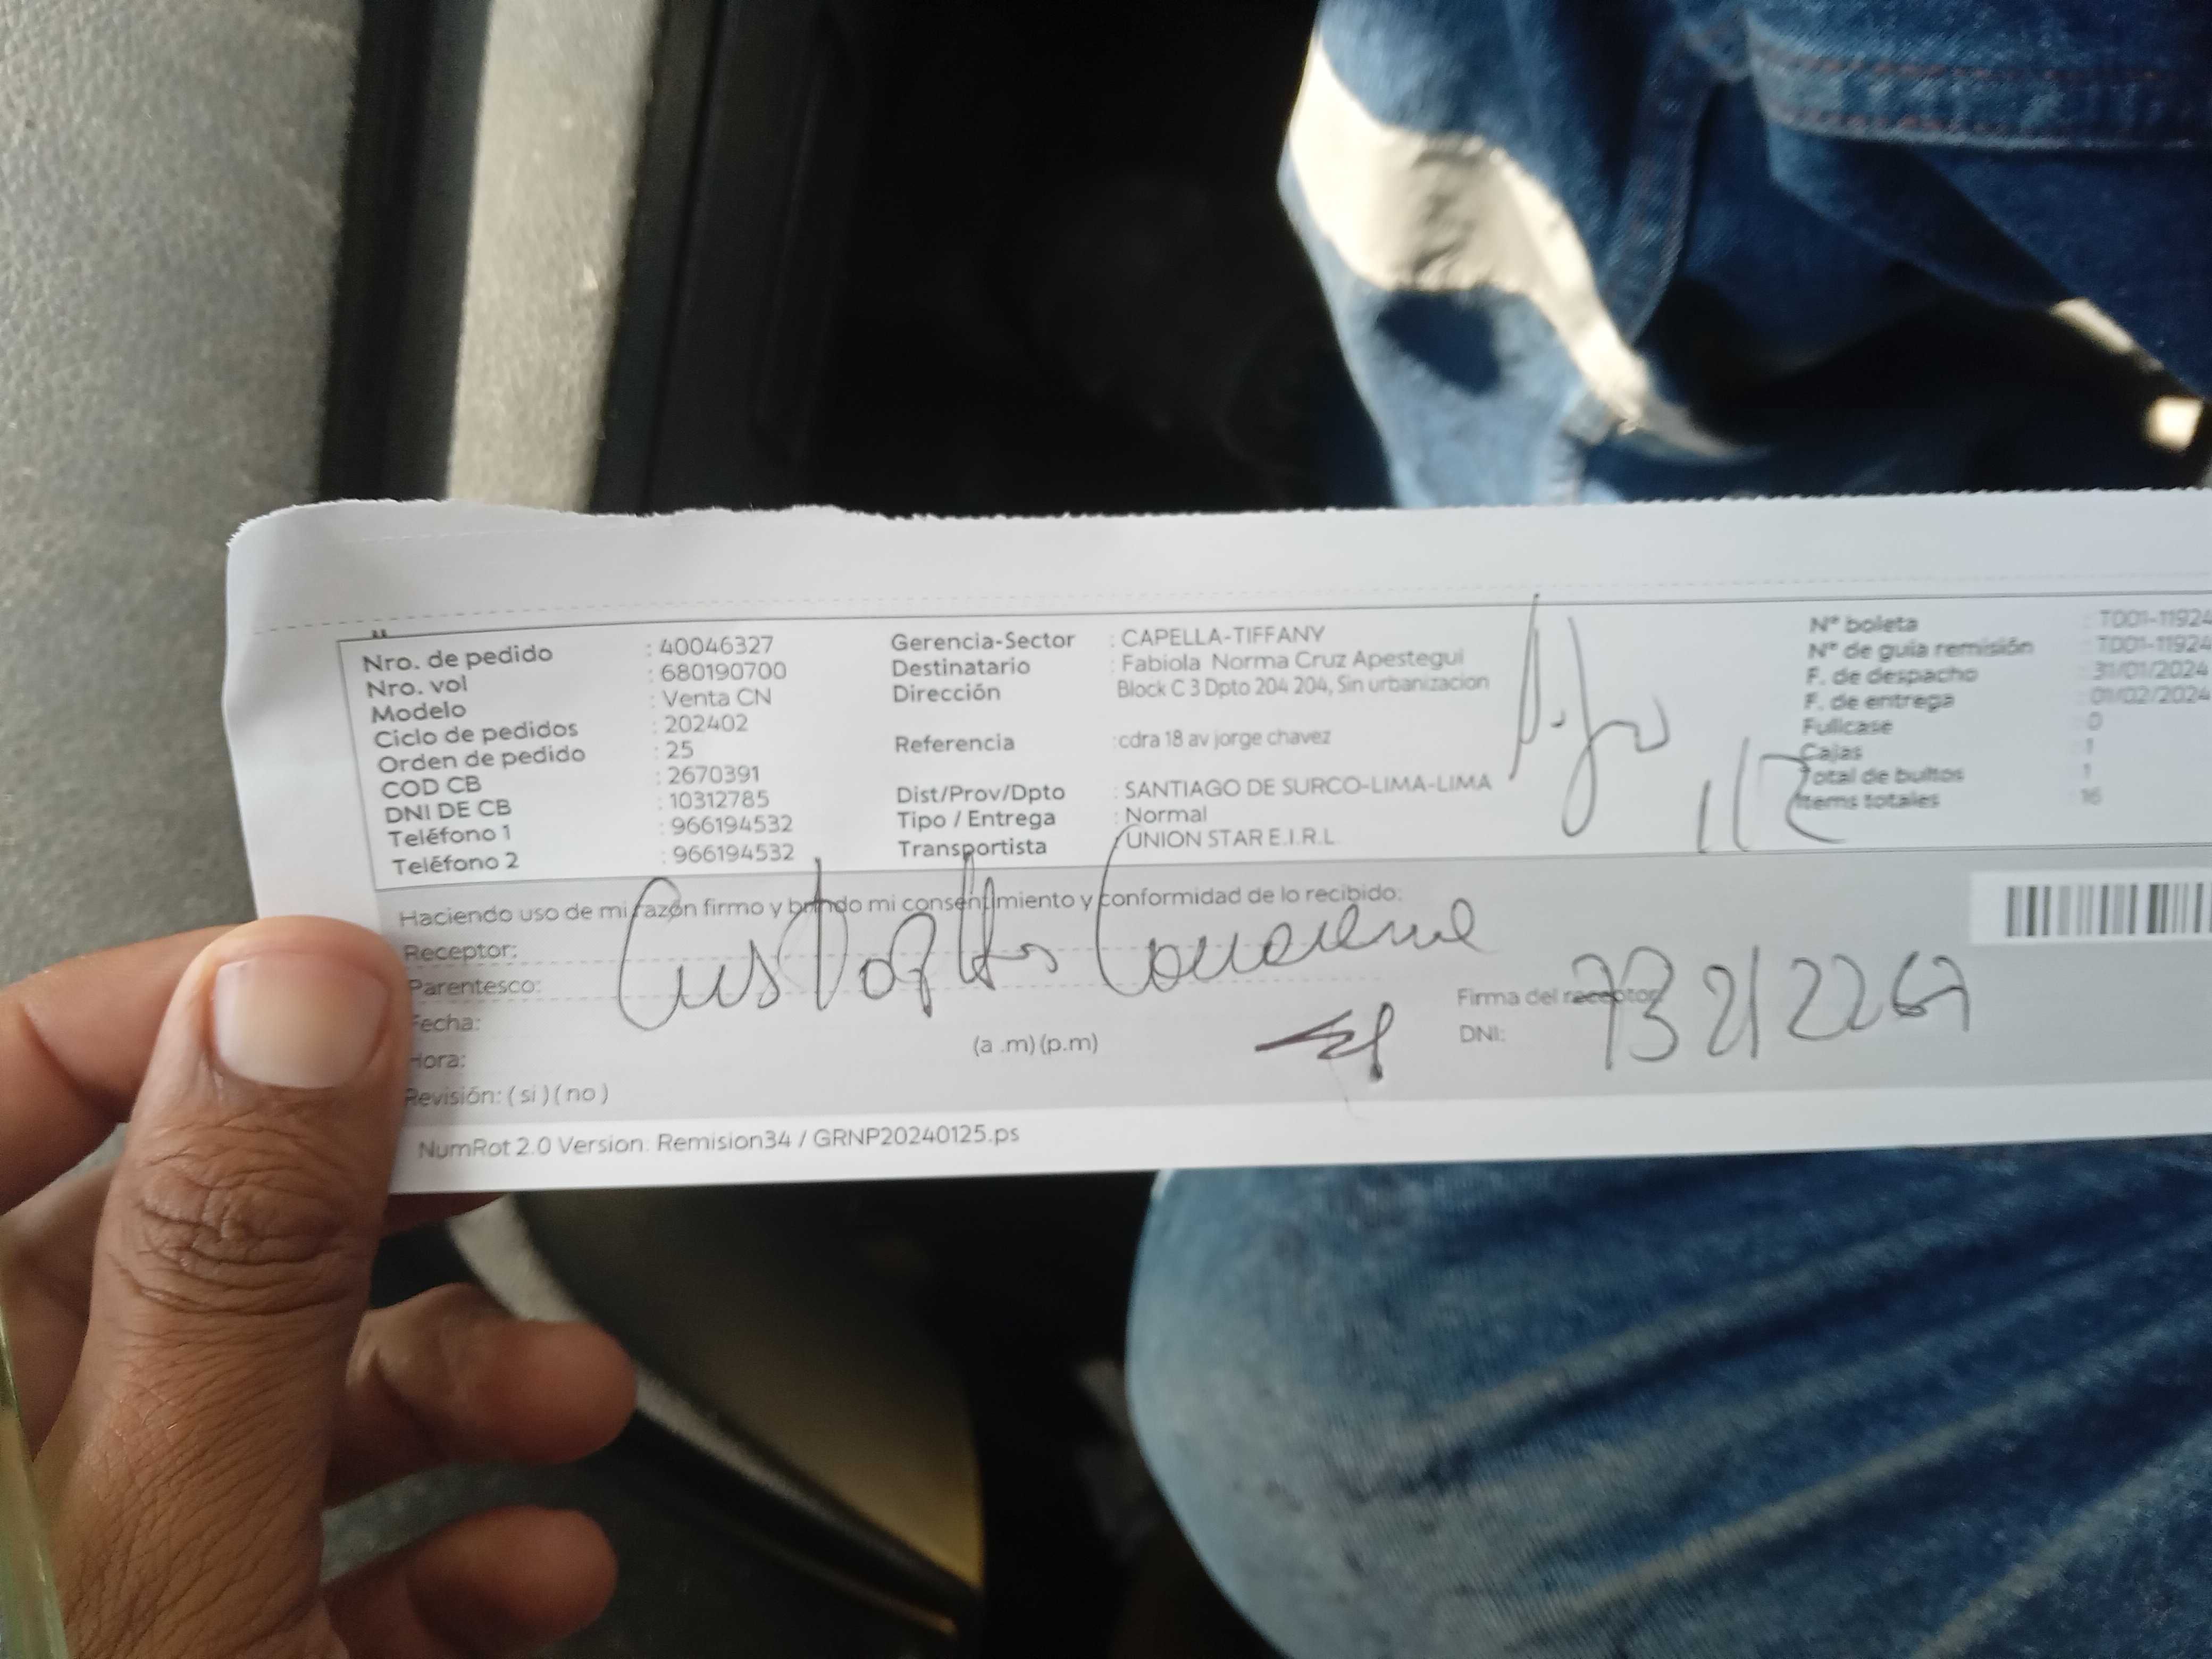 Nro. de pedido : 40046327
Nro. vol : 680190700
Modelo : Venta CN
Ciclo de pedidos : 202402
Orden de pedido : 25
COD CB : 2670391
DNI DE CB : 10312785
Teléfono 1 : 966194532
Teléfono 2 : 966194532
Gerencia-Sector : CAPELLA-TIFFANY
Destinatario : Fabiola Norma Cruz Apestegui
Dirección Block C 3 Dpto 204 204, Sin urbanizacion
Referencia : cdra 18 av jorge chavez
Dist/Prov/Dpto : SANTIAGO DE SURCO-LIMA-LIMA
Tipo / Entrega : Normal
Transportista : UNION STAR E.I.R.L
N° boleta : T001-11924
N° de guia remisión : T001-11924
F. de despacho : 31/01/2024
F. de entrega : 01/02/2024
Fullcase : 0
Cajas : 1
Total de bultos : 1
Items totales : 16
Haciendo uso de mi razón firmo y brindo mi consentimiento y conformidad de lo recibido:
Receptor:
Parentesco:
Fecha:
Hora:
(a .m) (p.m)
Revisión: ( si ) ( no )
Firma del receptor
DNI: 73212267
NumRot 2.0 Version: Remision34 / GRNP20240125.ps